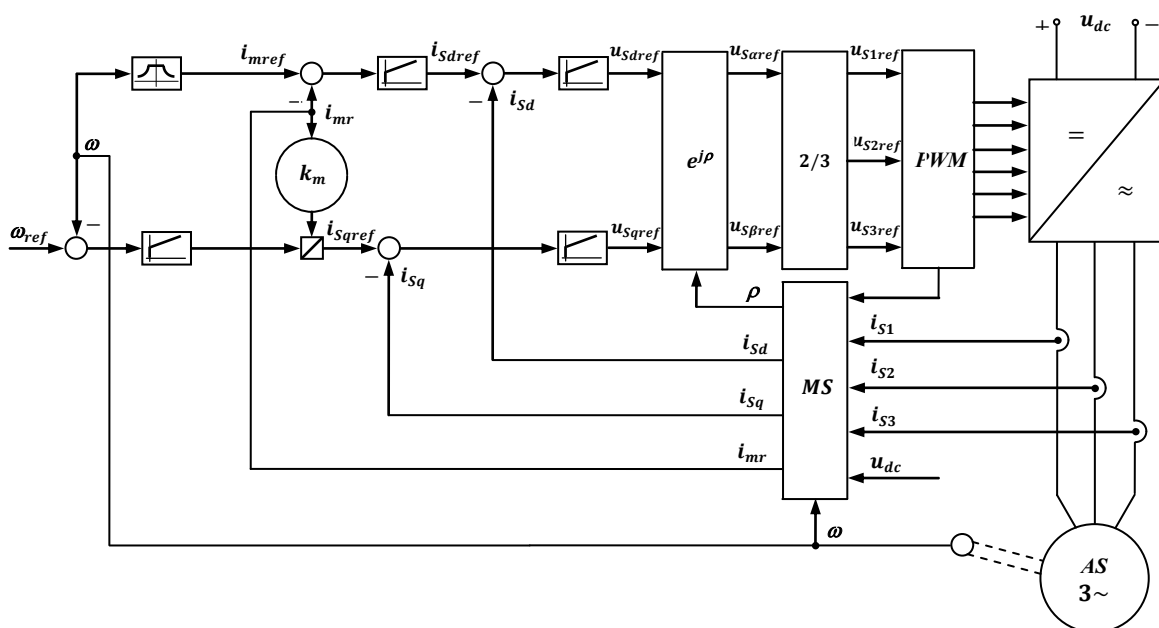 + u_dc −
i_mref
i_Sdref
u_Sdref
u_Sαref
u_S1ref
− i_mr
− i_Sd
ω
k_m
e^jρ
2/3
u_S2ref
PWM
=
≈
ω_ref
−
i_Sqref
u_Sqref
u_Sβref
u_S3ref
− i_Sq
ρ
i_S1
i_Sd
MS
i_S2
i_Sq
i_S3
i_mr
u_dc
ω
AS
3~